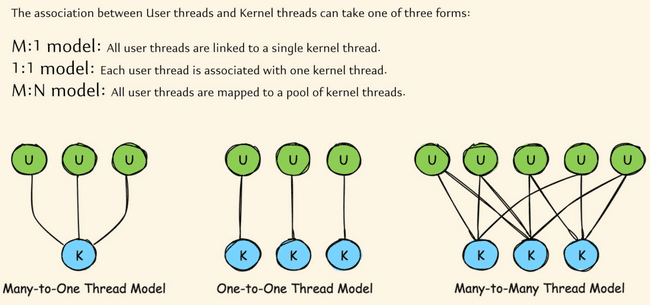 The association between User threads and Kernel threads can take one of three forms:
M:1 model: All user threads are linked to a single kernel thread.
1:1 model: Each user thread is associated with one kernel thread.
M:N model: All user threads are mapped to a pool of kernel threads.
U U U U U U U U U U U
K K K K K K K
Many-to-One Thread Model One-to-One Thread Model Many-to-Many Thread Model